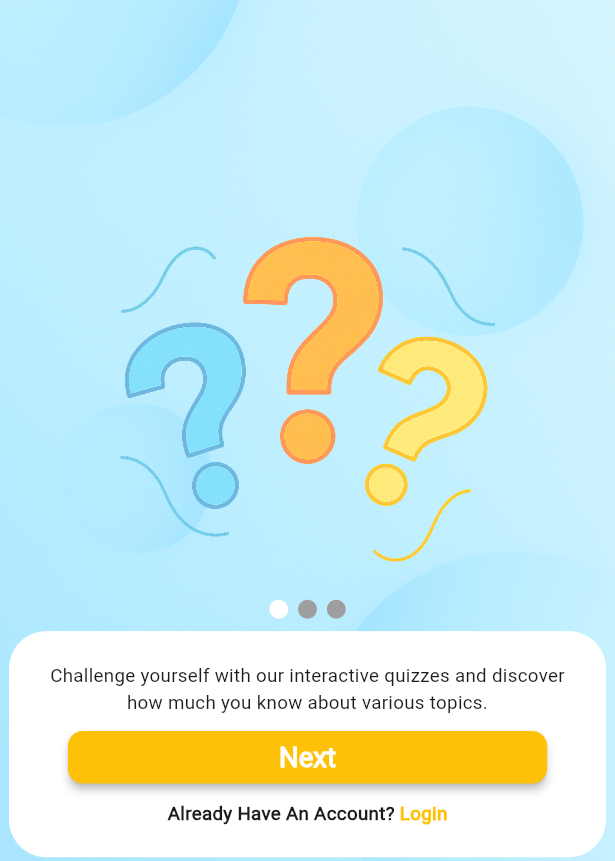 Challenge yourself with our interactive quizzes and discover
how much you know about various topics.
Next
Already Have An Account? Login